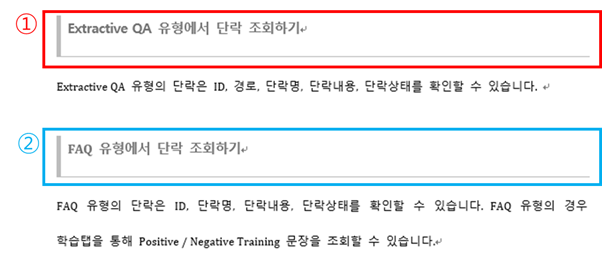 ① Extractive QA 유형에서 단락 조회하기↵
Extractive QA 유형의 단락은 ID, 경로, 단락명, 단락내용, 단락상태를 확인할 수 있습니다. ↵
② FAQ 유형에서 단락 조회하기↵
FAQ 유형의 단락은 ID, 단락명, 단락내용, 단락상태를 확인할 수 있습니다. FAQ 유형의 경우
학습탭을 통해 Positive / Negative Training 문장을 조회할 수 있습니다.↵